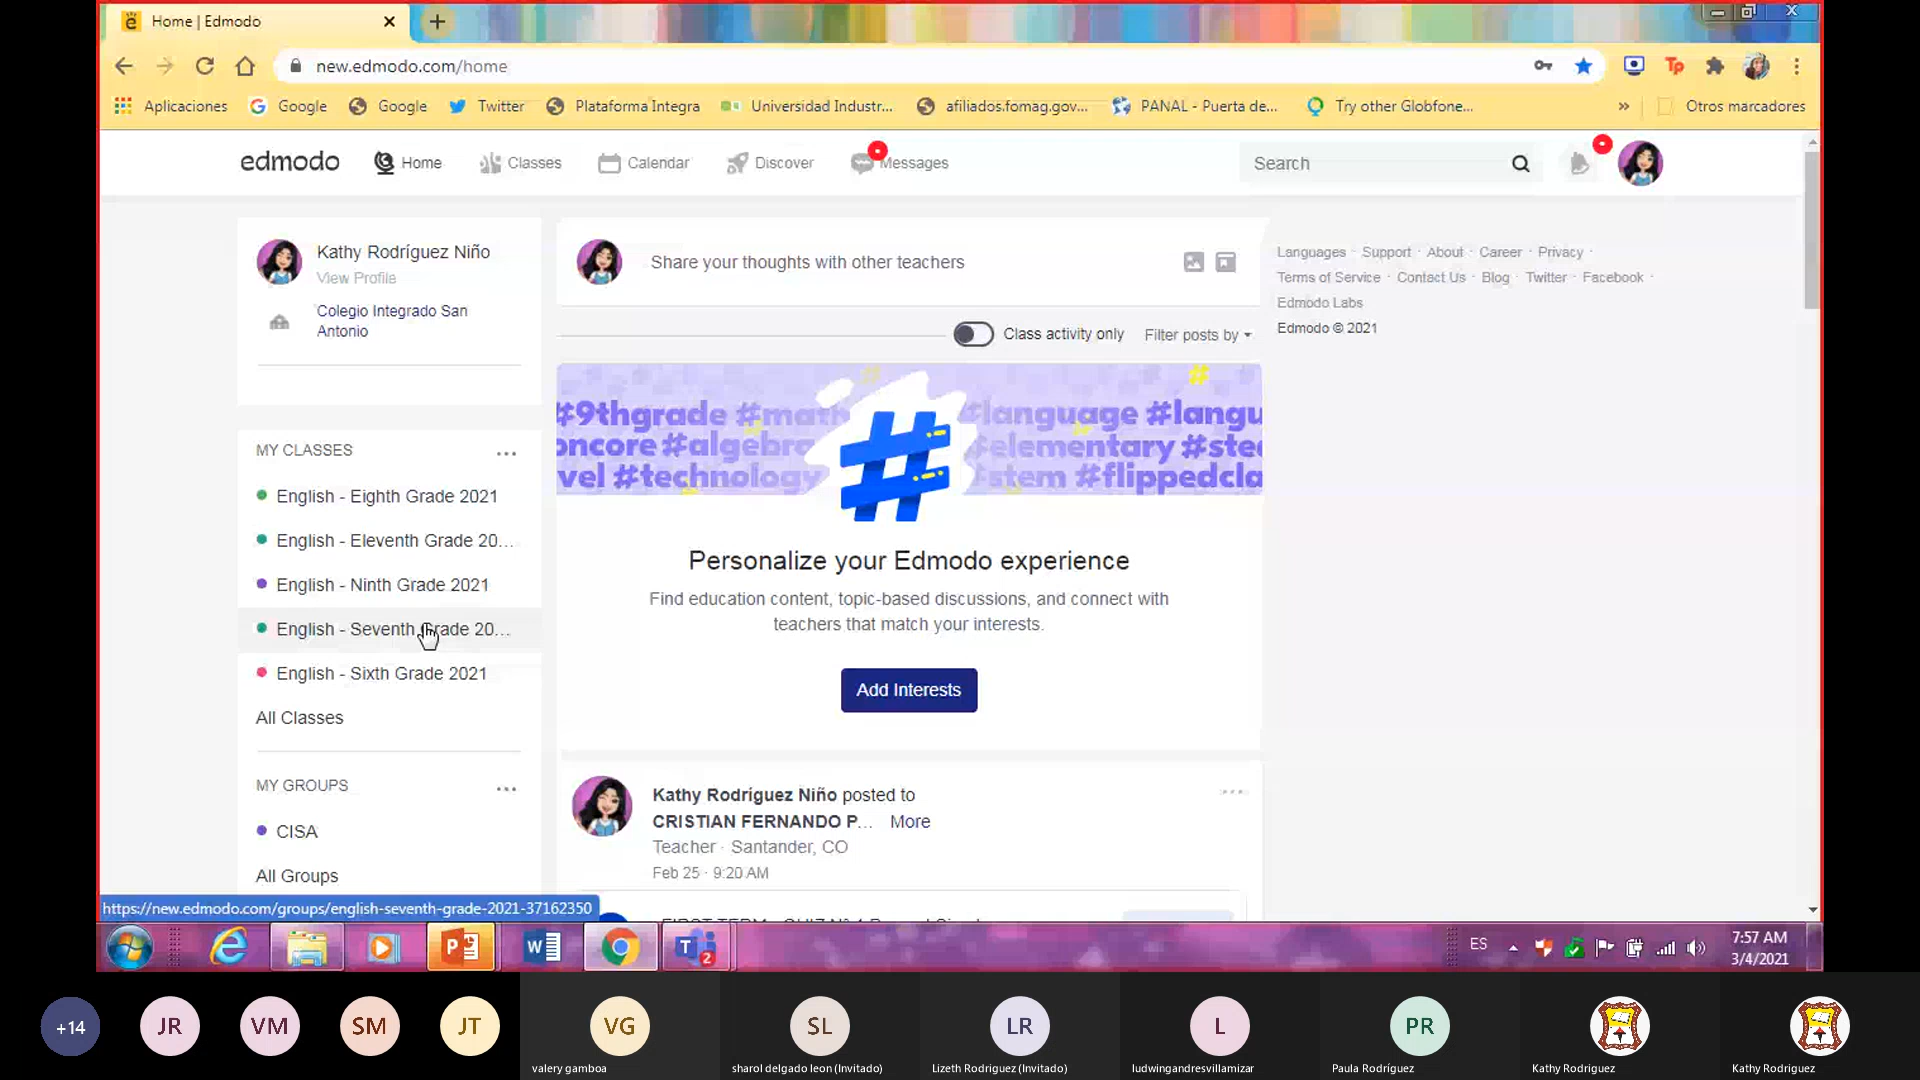 Home | Edmodo
new.edmodo.com/home
Aplicaciones
Google
Google
Twitter
Plataforma Integra
Universidad Industr...
afiliados.fomag.gov...
PANAL - Puerta de...
Try other Globfone...
»
Otros marcadores
edmodo
Home
Classes
Calendar
Discover
Messages
Search
Kathy Rodríguez Niño
View Profile
Colegio Integrado San
Antonio
Share your thoughts with other teachers
Class activity only
Filter posts by
Languages · Support · About · Career · Privacy ·
Terms of Service · Contact Us · Blog · Twitter · Facebook ·
Edmodo Labs
Edmodo © 2021
MY CLASSES
English - Eighth Grade 2021
English - Eleventh Grade 20...
English - Ninth Grade 2021
English - Seventh Grade 20...
English - Sixth Grade 2021
All Classes
MY GROUPS
CISA
All Groups
#9thgrade #math #language #langu
oncore #algebra #elementary #ste
vel #technology #stem #flippedcla
#
Personalize your Edmodo experience
Find education content, topic-based discussions, and connect with
teachers that match your interests.
Add Interests
Kathy Rodríguez Niño posted to
CRISTIAN FERNANDO P... More
Teacher · Santander, CO
Feb 25 · 9:20 AM
https://new.edmodo.com/groups/english-seventh-grade-2021-37162350
ES
7:57 AM
3/4/2021
2
+14
JR
VM
SM
JT
VG
SL
LR
L
PR
valery gamboa
sharol delgado leon (Invitado)
Lizeth Rodriguez (Invitado)
ludwingandresvillamizar
Paula Rodríguez
Kathy Rodriguez
Kathy Rodriguez